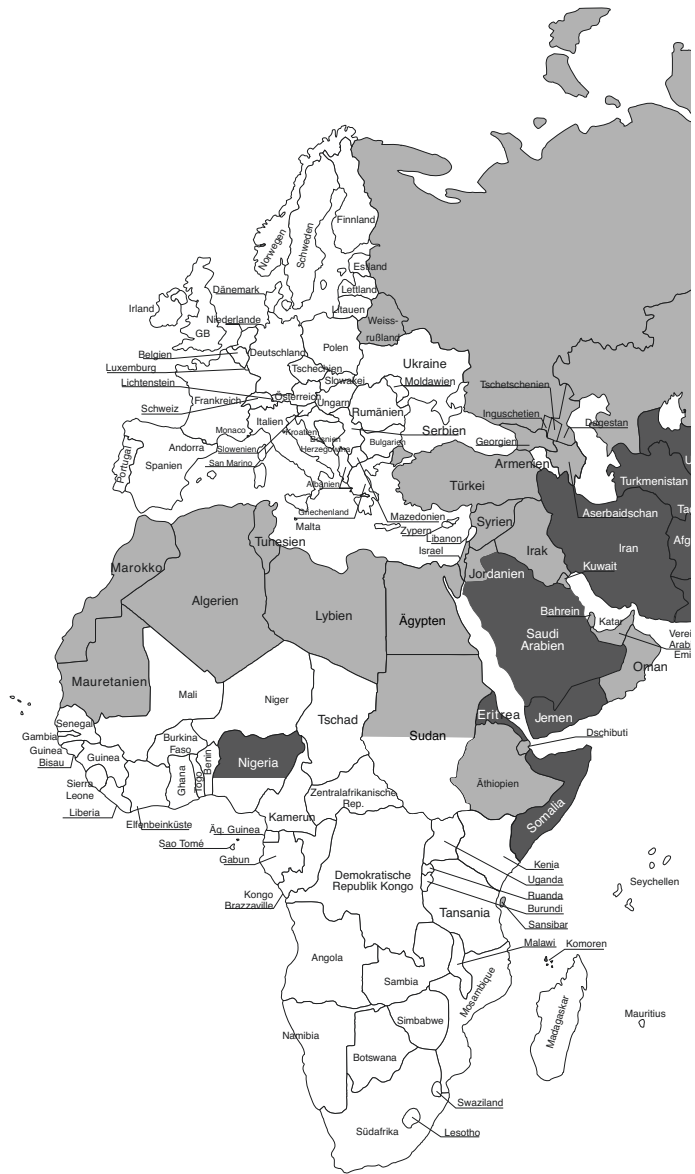 Finnland
Norwegen
Schweden
Estland
Dänemark
Lettland
Irland
Niederlande
Litauen
GB
Weiss-
rußland
Polen
Belgien
Deutschland
Ukraine
Luxemburg
Tschechien
Slowakei
Moldawien
Lichtenstein
Tschetschenien
Frankreich
Österreich
Ungarn
Schweiz
Rumänien
Inguschetien
Italien
Dagestan
Monaco
Kroatien
Serbien
Andorra
Slowenien
Bosnien
Herzegowina
Bulgarien
Georgien
Portugal
Spanien
San Marino
Armenien
Türkei
Albanien
Turkmenistan
Griechenland
Malta
Mazedonien
Aserbaidschan
Zypern
Syrien
Tunesien
Libanon
Israel
Irak
Iran
Afg
Marokko
Jordanien
Kuwait
Algerien
Lybien
Ägypten
Bahrein
Katar
Saudi
Arabien
Verei
Arab
Emi
Oman
Mauretanien
Mali
Niger
Tschad
Eritrea
Jemen
Senegal
Sudan
Dschibuti
Gambia
Burkina
Faso
Guinea
Bisau
Guinea
Benin
Nigeria
Ghana
Togo
Äthiopien
Sierra
Leone
Zentralafrikanische
Rep.
Liberia
Elfenbeinküste
Kamerun
Somalia
Äq. Guinea
Sao Tomé
Gabun
Kenia
Demokratische
Republik Kongo
Uganda
Seychellen
Kongo
Brazzaville
Ruanda
Burundi
Tansania
Sansibar
Malawi
Komoren
Angola
Sambia
Mosambique
Madagaskar
Mauritius
Simbabwe
Namibia
Botswana
Swaziland
Südafrika
Lesotho